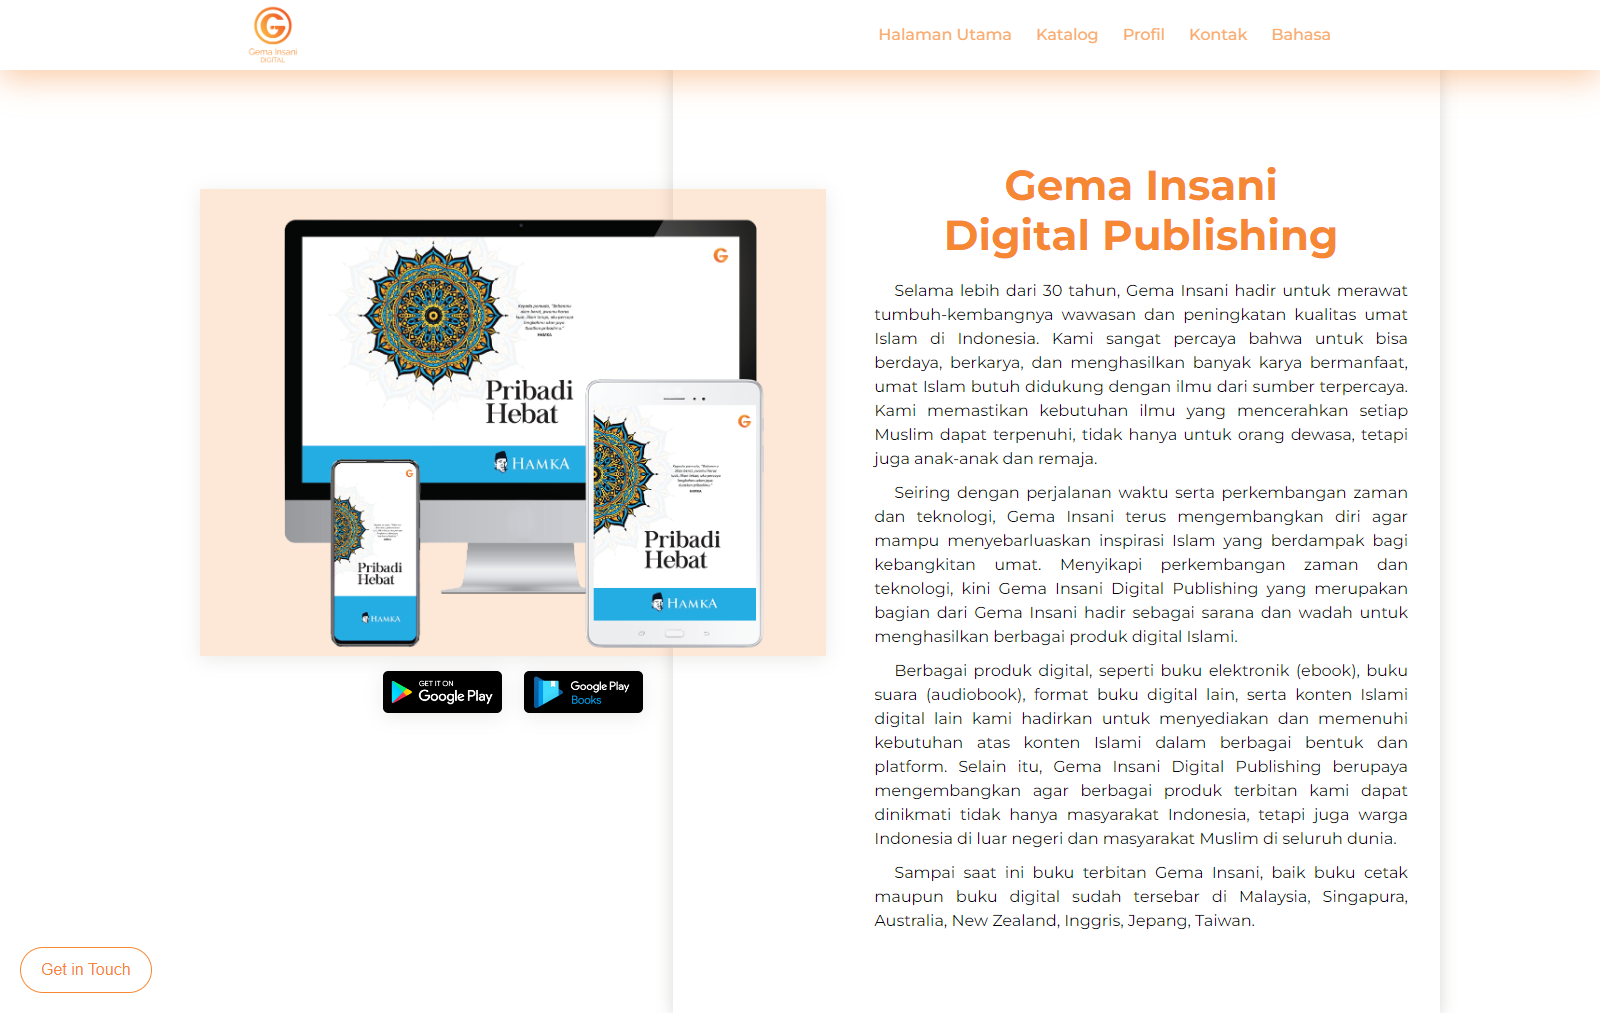 Gema Insani
DIGITAL
Halaman Utama
Katalog
Profil
Kontak
Bahasa
Pribadi
Hebat
HAMKA
Pribadi
Hebat
HAMKA
Pribadi
Hebat
HAMKA
GET IT ON
Google Play
Google Play
Books
Gema Insani
Digital Publishing
Selama lebih dari 30 tahun, Gema Insani hadir untuk merawat
tumbuh-kembangnya wawasan dan peningkatan kualitas umat
Islam di Indonesia. Kami sangat percaya bahwa untuk bisa
berdaya, berkarya, dan menghasilkan banyak karya bermanfaat,
umat Islam butuh didukung dengan ilmu dari sumber terpercaya.
Kami memastikan kebutuhan ilmu yang mencerahkan setiap
Muslim dapat terpenuhi, tidak hanya untuk orang dewasa, tetapi
juga anak-anak dan remaja.
Seiring dengan perjalanan waktu serta perkembangan zaman
dan teknologi, Gema Insani terus mengembangkan diri agar
mampu menyebarluaskan inspirasi Islam yang berdampak bagi
kebangkitan umat. Menyikapi perkembangan zaman dan
teknologi, kini Gema Insani Digital Publishing yang merupakan
bagian dari Gema Insani hadir sebagai sarana dan wadah untuk
menghasilkan berbagai produk digital Islami.
Berbagai produk digital, seperti buku elektronik (ebook), buku
suara (audiobook), format buku digital lain, serta konten Islami
digital lain kami hadirkan untuk menyediakan dan memenuhi
kebutuhan atas konten Islami dalam berbagai bentuk dan
platform. Selain itu, Gema Insani Digital Publishing berupaya
mengembangkan agar berbagai produk terbitan kami dapat
dinikmati tidak hanya masyarakat Indonesia, tetapi juga warga
Indonesia di luar negeri dan masyarakat Muslim di seluruh dunia.
Sampai saat ini buku terbitan Gema Insani, baik buku cetak
maupun buku digital sudah tersebar di Malaysia, Singapura,
Australia, New Zealand, Inggris, Jepang, Taiwan.
Get in Touch